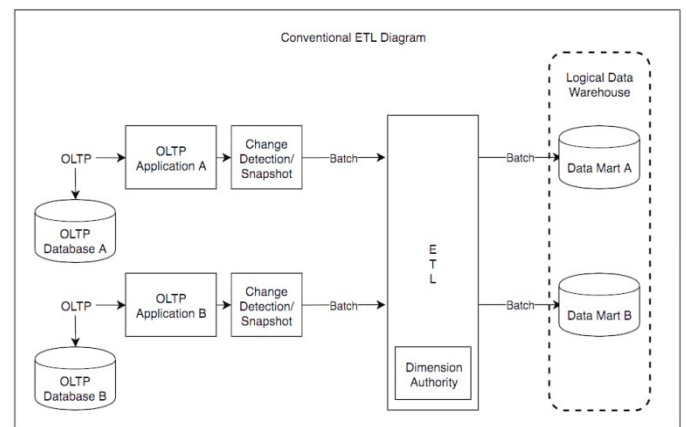 Conventional ETL Diagram
Logical Data
Warehouse
OLTP
OLTP
Application A
Change
Detection/
Snapshot
Batch
Batch
Data Mart A
OLTP
Database A
E
T
L
OLTP
OLTP
Application B
Change
Detection/
Snapshot
Batch
Batch
Data Mart B
OLTP
Database B
Dimension
Authority